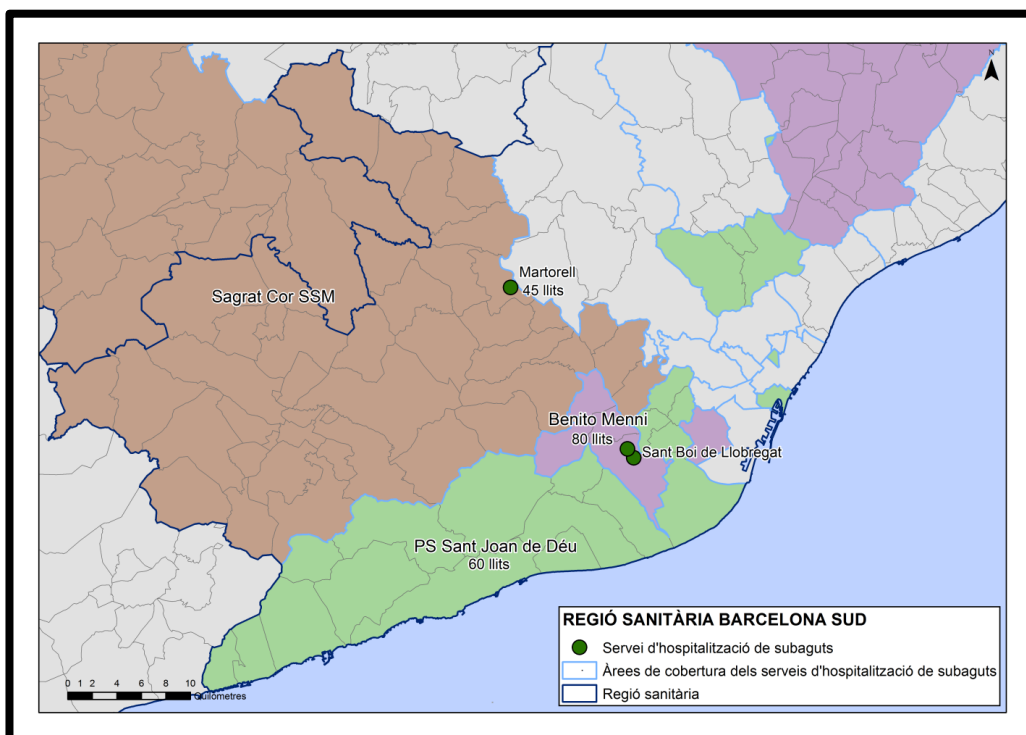 N
Martorell
45 llits
Sagrat Cor SSM
Benito Menni
80 llits
Sant Boi de Llobregat
PS Sant Joan de Déu
60 llits
REGIÓ SANITÀRIA BARCELONA SUD
Servei d'hospitalització de subaguts
Àrees de cobertura dels serveis d'hospitalització de subaguts
Regió sanitària
0 1 2 4 6 8 10
Quilòmetres